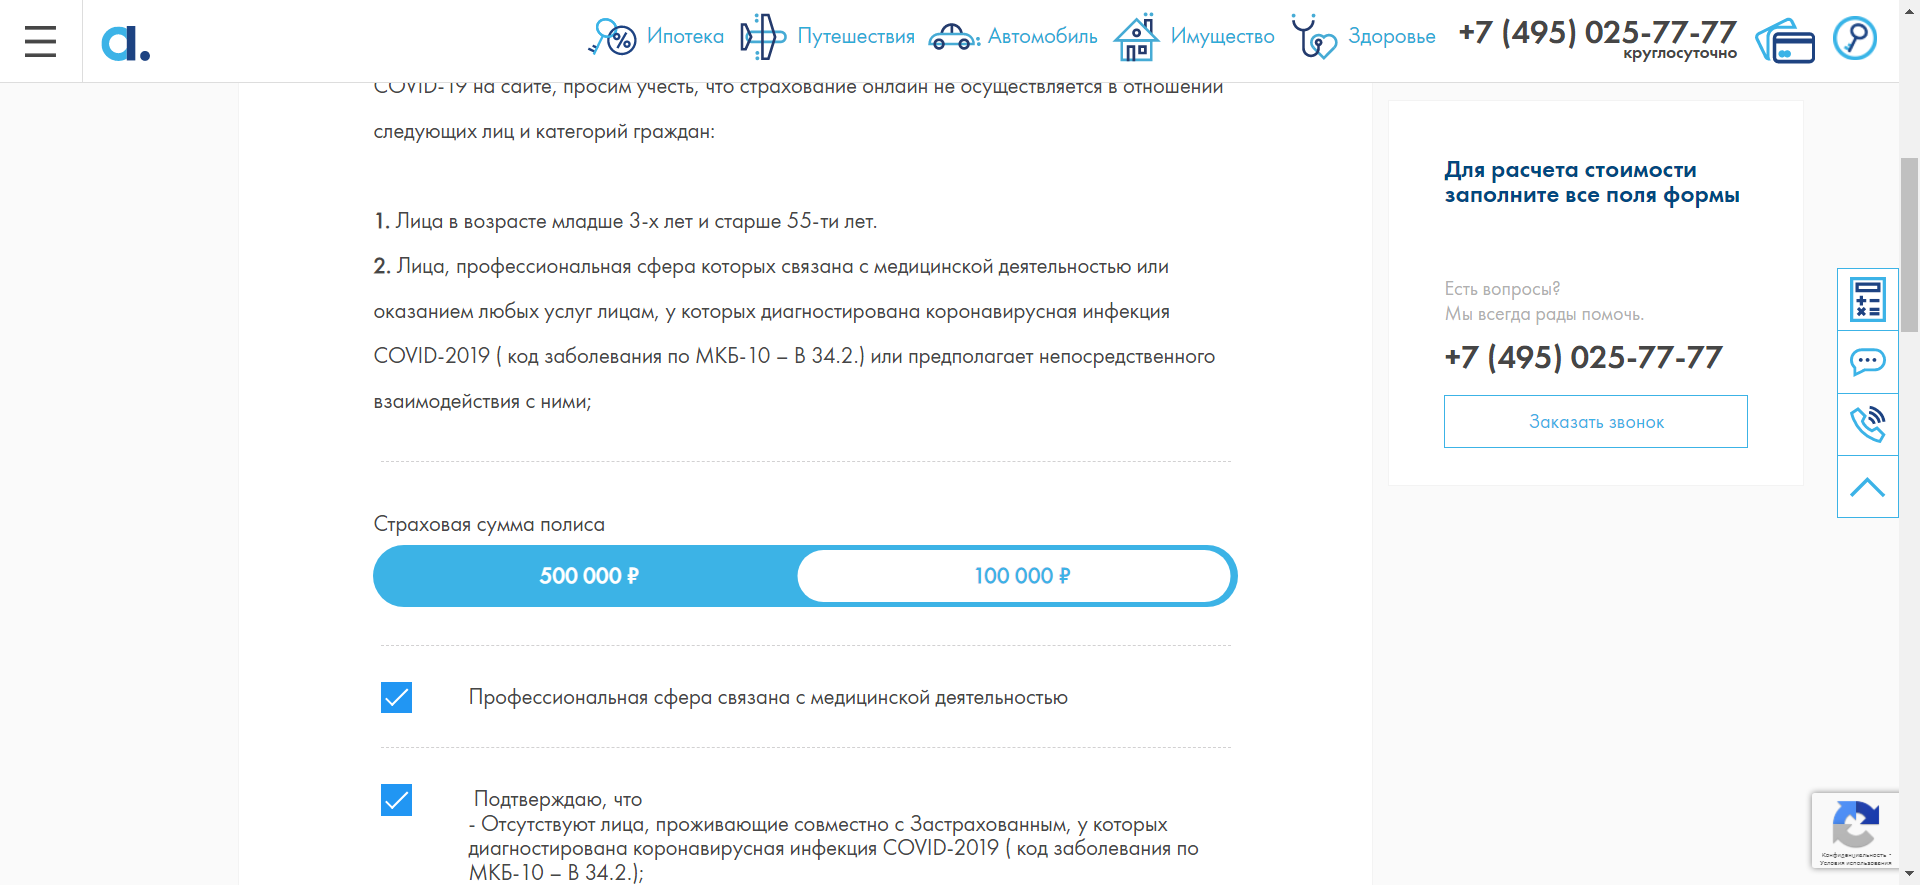 a.
Ипотека
Путешествия
Автомобиль
Имущество
Здоровье
+7 (495) 025-77-77
круглосуточно
COVID-19 на сайте, просим учесть, что страхование онлайн не осуществляется в отношении
следующих лиц и категорий граждан:
1. Лица в возрасте младше 3-х лет и старше 55-ти лет.
2. Лица, профессиональная сфера которых связана с медицинской деятельностью или
оказанием любых услуг лицам, у которых диагностирована коронавирусная инфекция
COVID-2019 ( код заболевания по МКБ-10 – В 34.2.) или предполагает непосредственного
взаимодействия с ними;
Страховая сумма полиса
500 000 ₽
100 000 ₽
Профессиональная сфера связана с медицинской деятельностью
Подтверждаю, что
- Отсутствуют лица, проживающие совместно с Застрахованным, у которых
диагностирована коронавирусная инфекция COVID-2019 ( код заболевания по
МКБ-10 – В 34.2.);
Для расчета стоимости
заполните все поля формы
Есть вопросы?
Мы всегда рады помочь.
+7 (495) 025-77-77
Заказать звонок
Конфиденциальность -
Условия использования